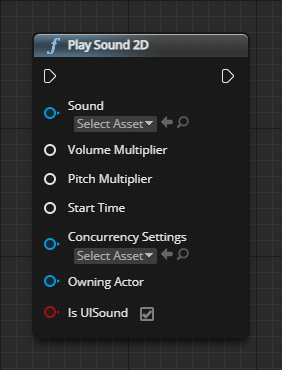 f Play Sound 2D
Sound
Select Asset
Volume Multiplier
Pitch Multiplier
Start Time
Concurrency Settings
Select Asset
Owning Actor
Is UISound